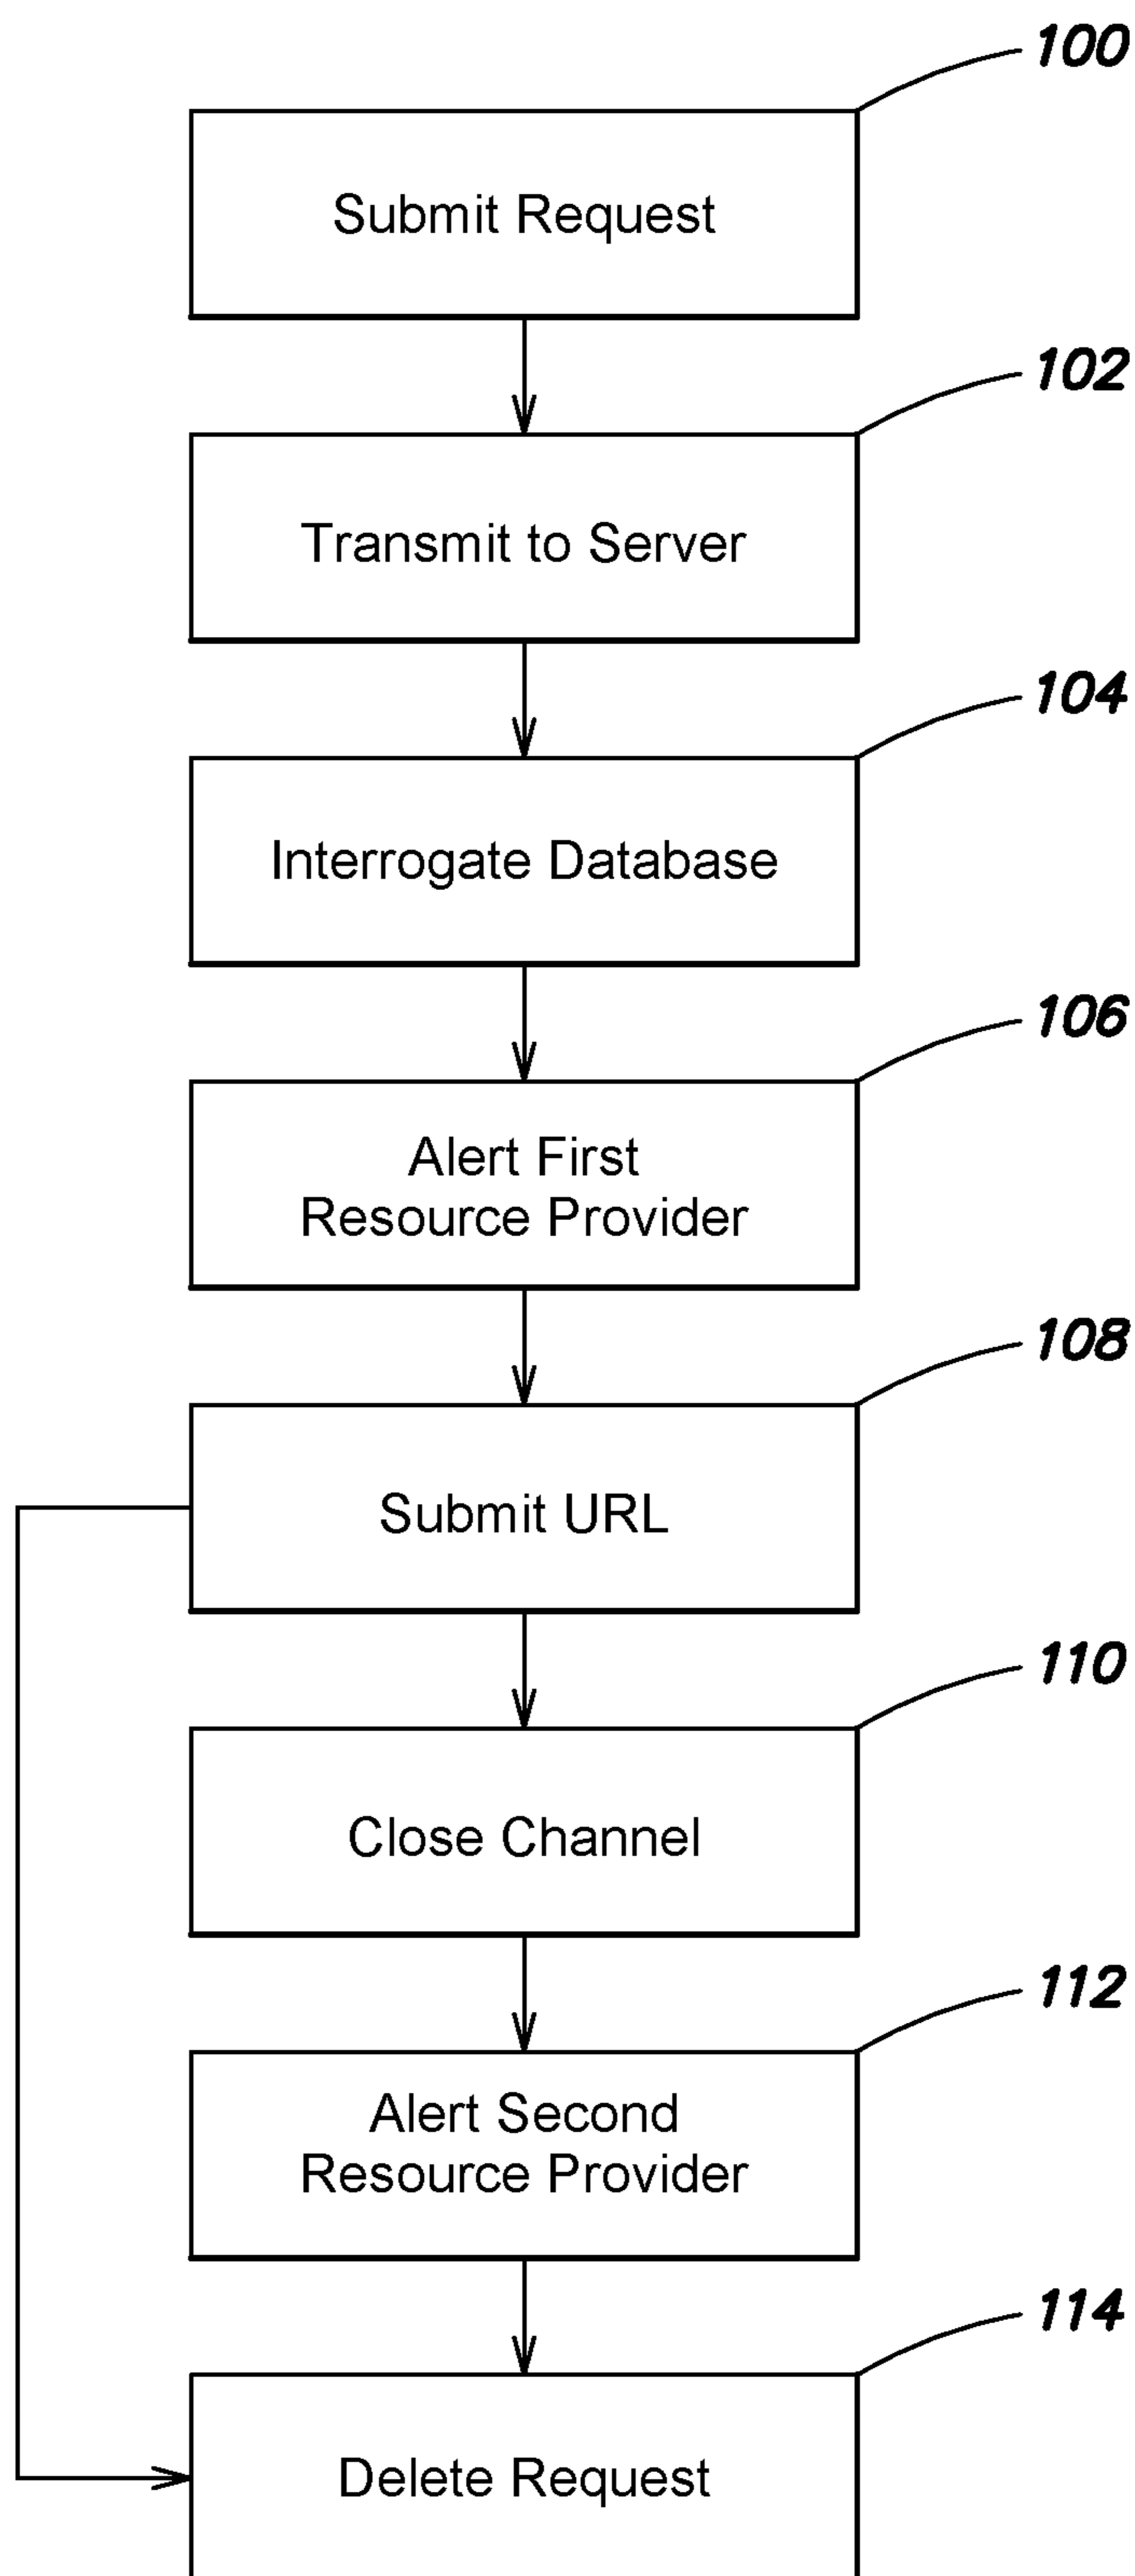 100
Submit Request
102
Transmit to Server
104
Interrogate Database
106
Alert First
Resource Provider
108
Submit URL
110
Close Channel
112
Alert Second
Resource Provider
114
Delete Request